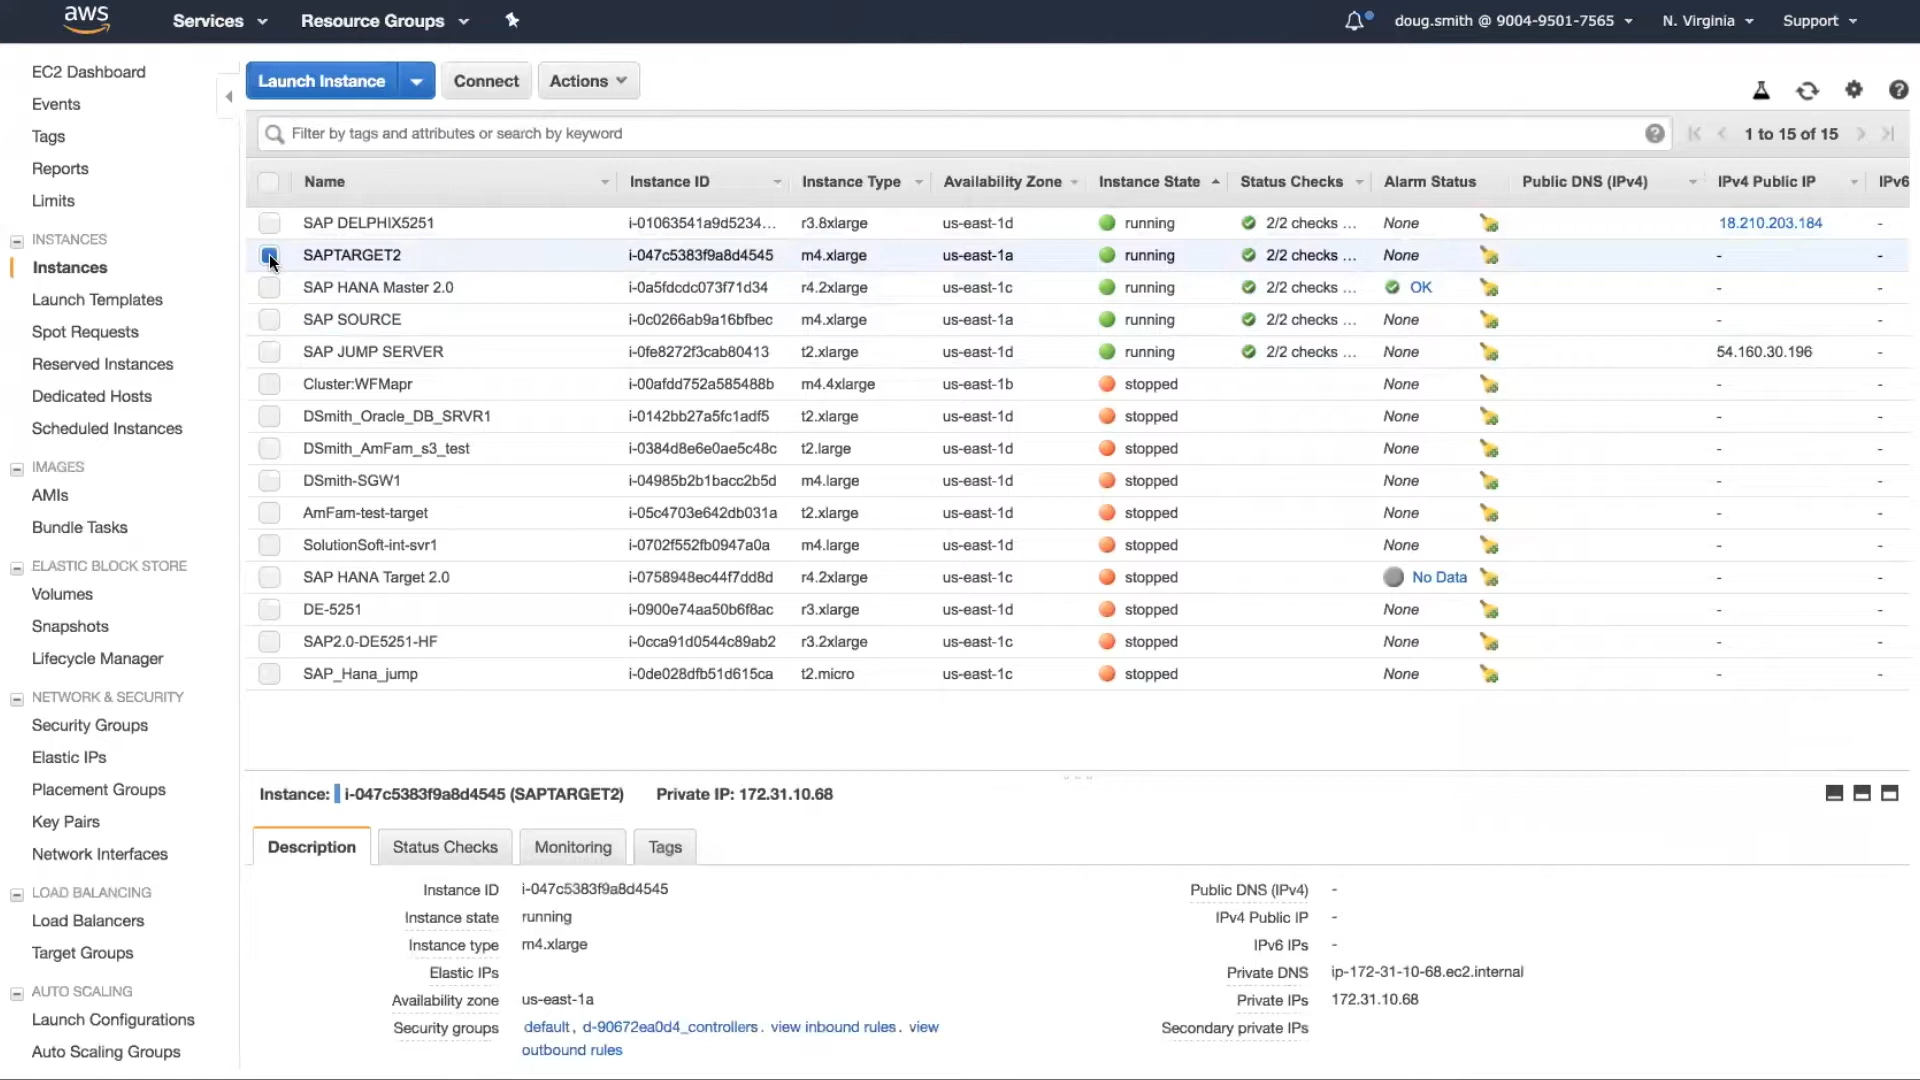 aws Services Resource Groups doug.smith @ 9004-9501-7565 N. Virginia Support
EC2 Dashboard
Events
Tags
Reports
Limits
INSTANCES
Instances
Launch Templates
Spot Requests
Reserved Instances
Dedicated Hosts
Scheduled Instances
IMAGES
AMIs
Bundle Tasks
ELASTIC BLOCK STORE
Volumes
Snapshots
Lifecycle Manager
NETWORK & SECURITY
Security Groups
Elastic IPs
Placement Groups
Key Pairs
Network Interfaces
LOAD BALANCING
Load Balancers
Target Groups
AUTO SCALING
Launch Configurations
Auto Scaling Groups
Launch Instance Connect Actions
Filter by tags and attributes or search by keyword 1 to 15 of 15
Name Instance ID Instance Type Availability Zone Instance State Status Checks Alarm Status Public DNS (IPv4) IPv4 Public IP IPv6
SAP DELPHIX5251 i-01063541a9d5234... r3.8xlarge us-east-1d running 2/2 checks ... None 18.210.203.184 -
SAPTARGET2 i-047c5383f9a8d4545 m4.xlarge us-east-1a running 2/2 checks ... None - -
SAP HANA Master 2.0 i-0a5fdcdc073f71d34 r4.2xlarge us-east-1c running 2/2 checks ... OK - -
SAP SOURCE i-0c0266ab9a16bfbec m4.xlarge us-east-1a running 2/2 checks ... None - -
SAP JUMP SERVER i-0fe8272f3cab80413 t2.xlarge us-east-1d running 2/2 checks ... None 54.160.30.196 -
Cluster:WFMapr i-00afdd752a585488b m4.4xlarge us-east-1b stopped None - -
DSmith_Oracle_DB_SRVR1 i-0142bb27a5fc1adf5 t2.xlarge us-east-1d stopped None - -
DSmith_AmFam_s3_test i-0384d8e6e0ae5c48c t2.large us-east-1d stopped None - -
DSmith-SGW1 i-04985b2b1bacc2b5d m4.large us-east-1d stopped None - -
AmFam-test-target i-05c4703e642db031a t2.xlarge us-east-1d stopped None - -
SolutionSoft-int-svr1 i-0702f552fb0947a0a m4.large us-east-1d stopped None - -
SAP HANA Target 2.0 i-0758948ec44f7dd8d r4.2xlarge us-east-1c stopped No Data - -
DE-5251 i-0900e74aa50b6f8ac r3.xlarge us-east-1d stopped None - -
SAP2.0-DE5251-HF i-0cca91d0544c89ab2 r3.2xlarge us-east-1c stopped None - -
SAP_Hana_jump i-0de028dfb51d615ca t2.micro us-east-1c stopped None - -
Instance: i-047c5383f9a8d4545 (SAPTARGET2) Private IP: 172.31.10.68
Description Status Checks Monitoring Tags
Instance ID i-047c5383f9a8d4545
Instance state running
Instance type m4.xlarge
Elastic IPs
Availability zone us-east-1a
Security groups default, d-90672ea0d4_controllers. view inbound rules. view
outbound rules
Public DNS (IPv4) -
IPv4 Public IP -
IPv6 IPs -
Private DNS ip-172-31-10-68.ec2.internal
Private IPs 172.31.10.68
Secondary private IPs